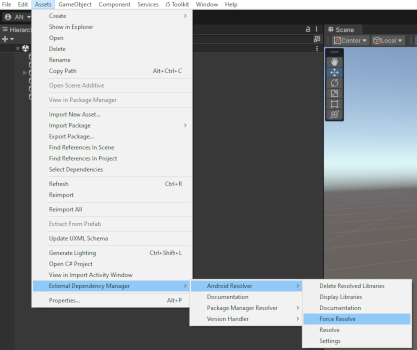 File Edit Assets GameObject Component Services Toolkit Window Help
AN
Hierarc
Create
Show in Explorer
Open
Delete
Rename
Copy Path Alt+Ctrl+C
Open Scene Additive
View in Package Manager
Import New Asset...
Import Package
Export Package...
Find References In Scene
Find References In Project
Select Dependencies
Refresh Ctrl+R
Reimport
Reimport All
Extract From Prefab
Update UXML Schema
Generate Lighting Ctrl+Shift+L
Open C# Project
View in Import Activity Window
External Dependency Manager
Properties... Alt+P
Android Resolver
Documentation
Package Manager Resolver
Version Handler
Delete Resolved Libraries
Display Libraries
Documentation
Force Resolve
Resolve
Settings
Scene
Center Local